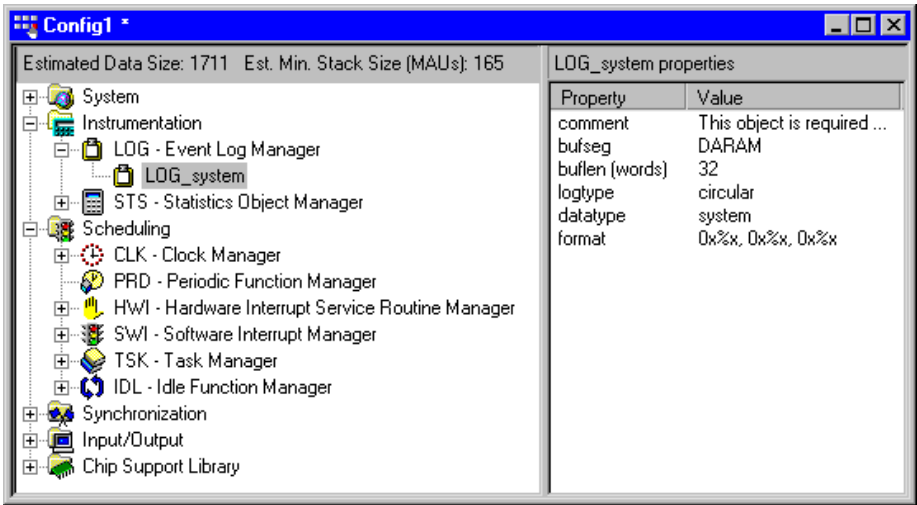 Config1 *
Estimated Data Size: 1711 Est. Min. Stack Size (MAUs): 165
System
Instrumentation
LOG - Event Log Manager
LOG_system
STS - Statistics Object Manager
Scheduling
CLK - Clock Manager
PRD - Periodic Function Manager
HWI - Hardware Interrupt Service Routine Manager
SWI - Software Interrupt Manager
TSK - Task Manager
IDL - Idle Function Manager
Synchronization
Input/Output
Chip Support Library
LOG_system properties
Property Value
comment This object is required ...
bufseg DARAM
buflen (words) 32
logtype circular
datatype system
format 0x%x, 0x%x, 0x%x